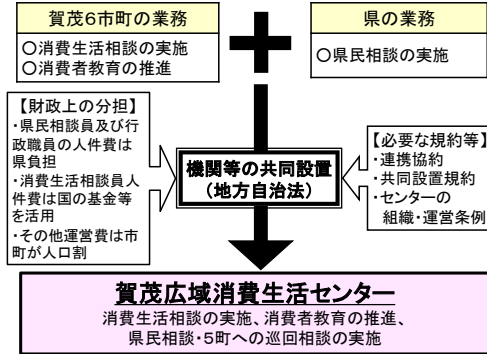 賀茂6市町の業務
○消費生活相談の実施
○消費者教育の推進
県の業務
○県民相談の実施
【財政上の分担】
・県民相談員及び行
政職員の人件費は
県負担
・消費生活相談員人
件費は国の基金等
を活用
・その他運営費は市
町が人口割
機関等の共同設置
(地方自治法)
【必要な規約等】
・連携協約
・共同設置規約
・センターの
組織・運営条例
賀茂広域消費生活センター
消費生活相談の実施、消費者教育の推進、
県民相談・5町への巡回相談の実施